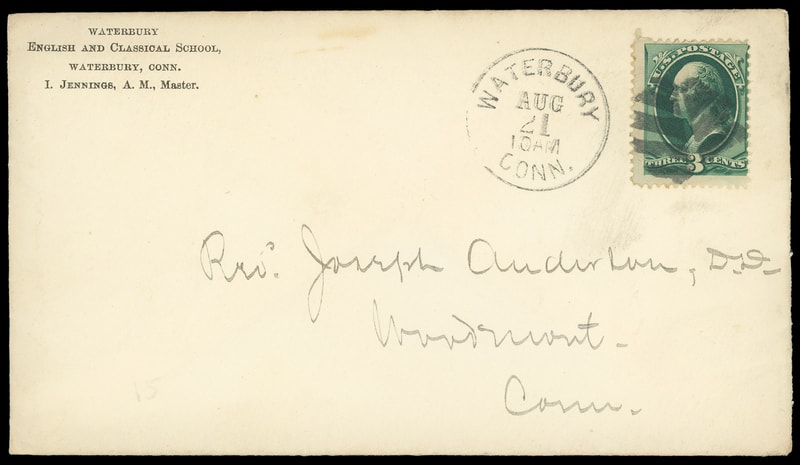 WATERBURY
ENGLISH AND CLASSICAL SCHOOL,
WATERBURY, CONN.
I. JENNINGS, A. M., MASTER.
WATERBURY
AUG
21
10AM
CONN.
U.S. POSTAGE
THREE 3 CENTS
Rev. Joseph Anderson, D.D.
Woodmont.
Conn.
15